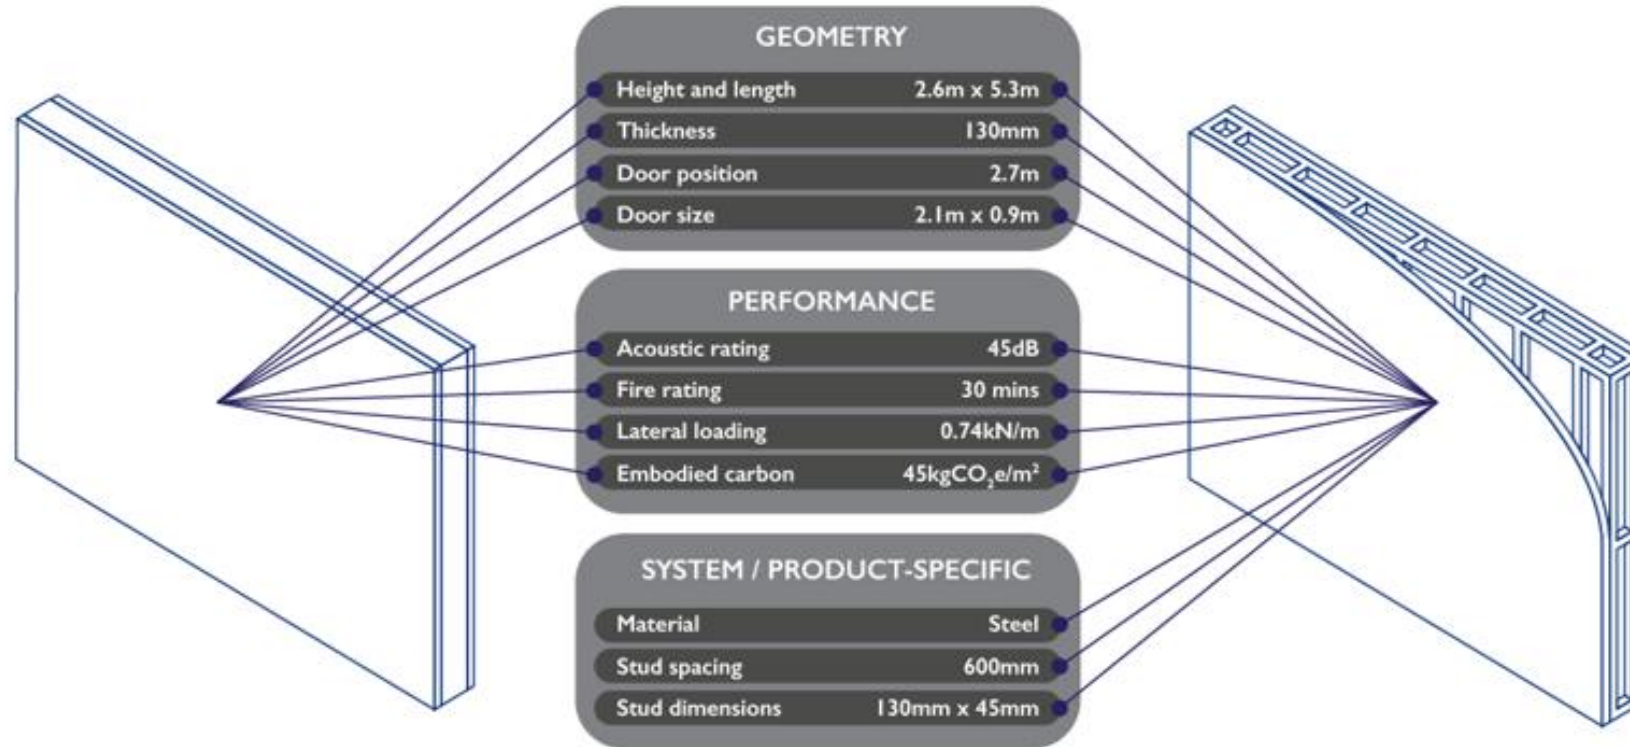 GEOMETRY
Height and length 2.6m x 5.3m
Thickness 130mm
Door position 2.7m
Door size 2.1m x 0.9m
PERFORMANCE
Acoustic rating 45dB
Fire rating 30 mins
Lateral loading 0.74kN/m
Embodied carbon 45kgCO₂e/m²
SYSTEM / PRODUCT-SPECIFIC
Material Steel
Stud spacing 600mm
Stud dimensions 130mm x 45mm